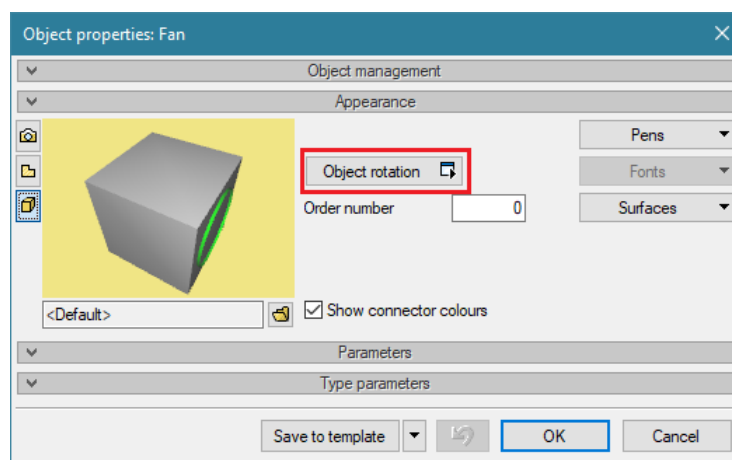 Object properties: Fan
Object management
Appearance
Pens
Object rotation
Fonts
Order number
0
Surfaces
<Default>
Show connector colours
Parameters
Type parameters
Save to template
OK
Cancel